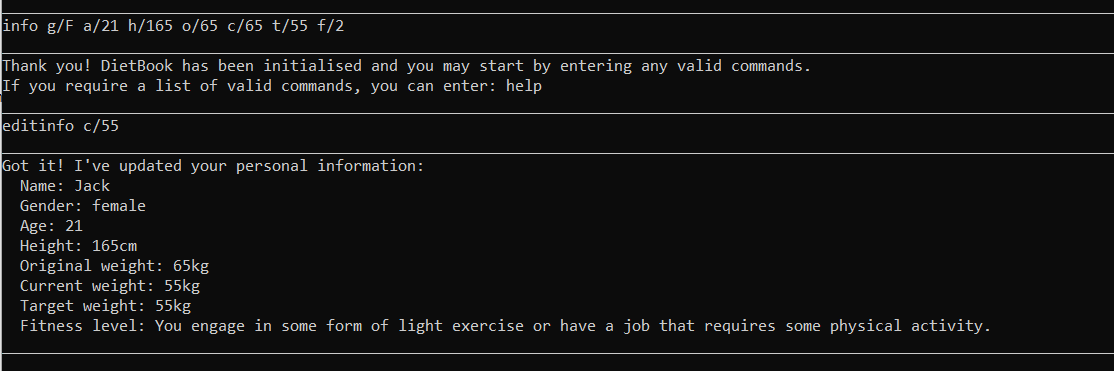 info g/F a/21 h/165 o/65 c/65 t/55 f/2
Thank you! DietBook has been initialised and you may start by entering any valid commands.
If you require a list of valid commands, you can enter: help
editinfo c/55
Got it! I've updated your personal information:
Name: Jack
Gender: female
Age: 21
Height: 165cm
Original weight: 65kg
Current weight: 55kg
Target weight: 55kg
Fitness level: You engage in some form of light exercise or have a job that requires some physical activity.